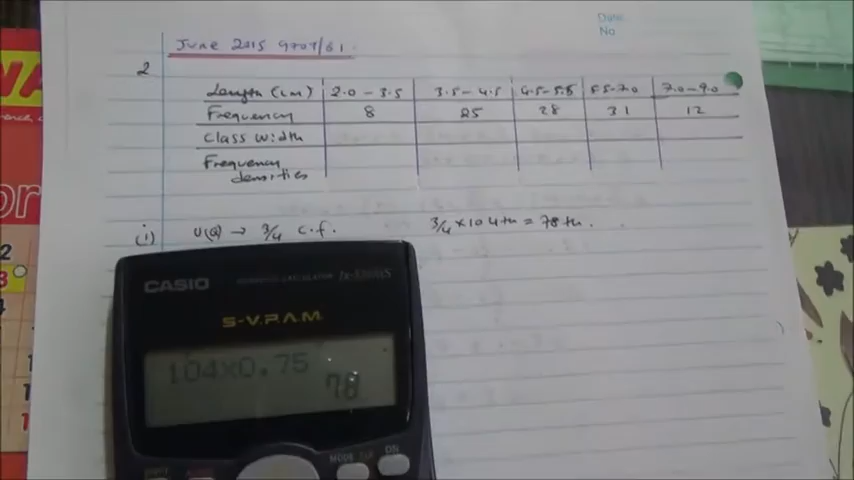 Date
No
June 2015 9709/61.
2
Length (cm) 2.0 - 3.5 3.5 - 4.5 4.5 - 5.5 5.5 - 7.0 7.0 - 9.0
Frequency 8 25 28 31 12
Class width
Frequency
densities
(i) U(Q) → 3/4 c.f. 3/4 × 104th = 78th.
CASIO
S-V.P.A.M.
104×0.75
78
MODE
ON